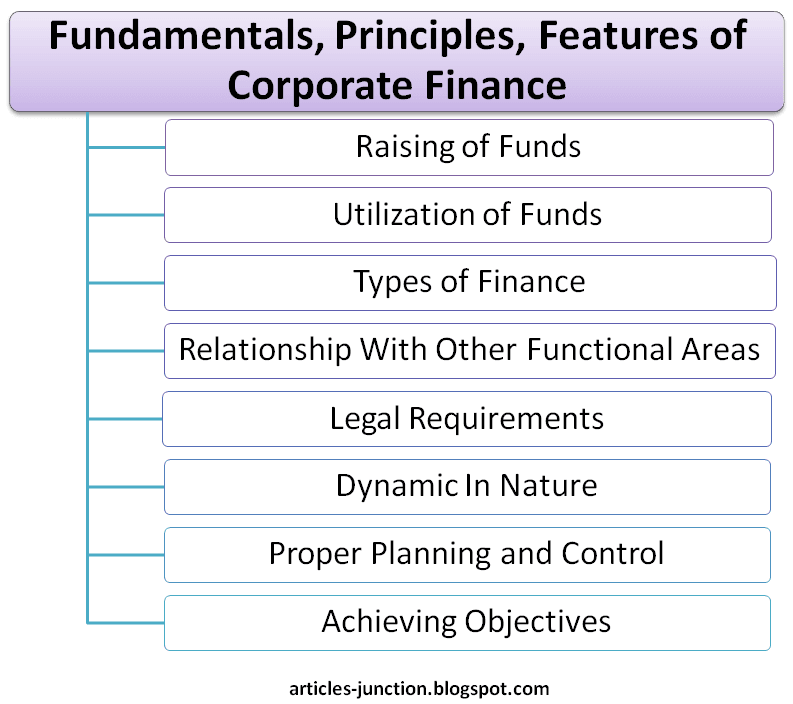 Fundamentals, Principles, Features of
Corporate Finance
Raising of Funds
Utilization of Funds
Types of Finance
Relationship With Other Functional Areas
Legal Requirements
Dynamic In Nature
Proper Planning and Control
Achieving Objectives
articles-junction.blogspot.com